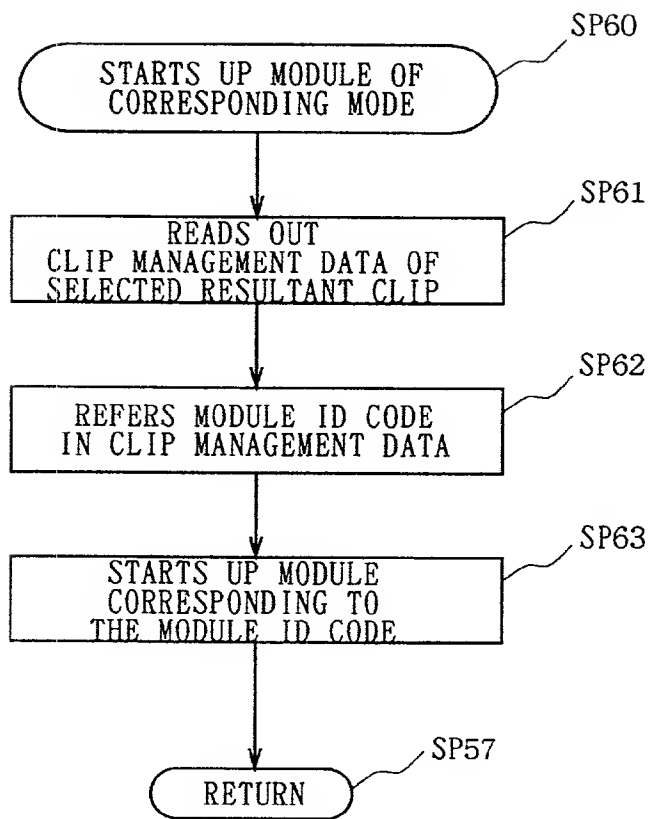 SP60
STARTS UP MODULE OF
CORRESPONDING MODE
SP61
READS OUT
CLIP MANAGEMENT DATA OF
SELECTED RESULTANT CLIP
SP62
REFERS MODULE ID CODE
IN CLIP MANAGEMENT DATA
SP63
STARTS UP MODULE
CORRESPONDING TO
THE MODULE ID CODE
SP57
RETURN